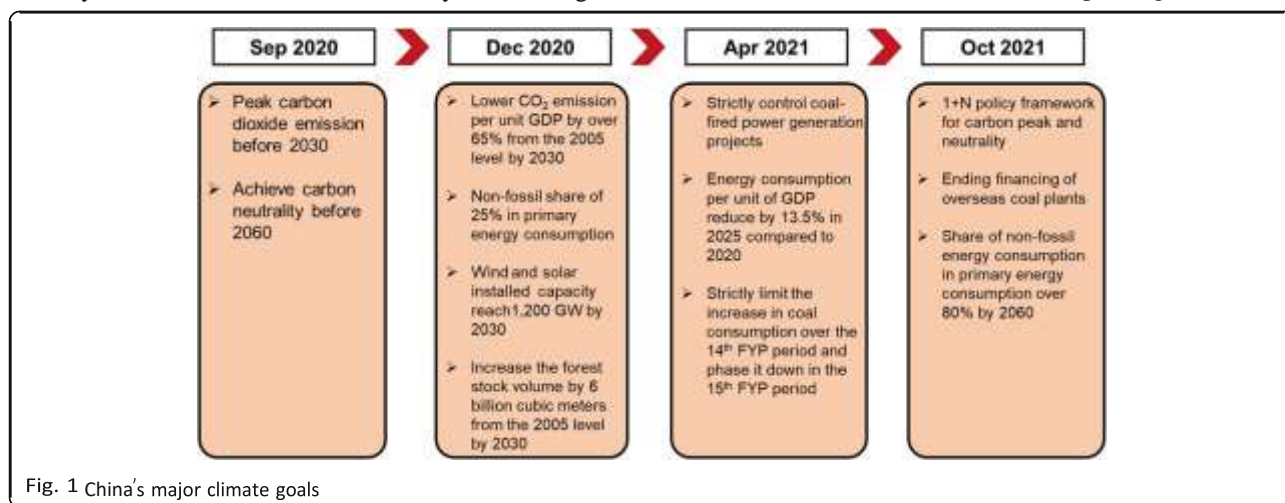 Sep 2020
Dec 2020
Apr 2021
Oct 2021
➢ Peak carbon
dioxide emission
before 2030
➢ Achieve carbon
neutrality before
2060
➢ Lower CO₂ emission
per unit GDP by over
65% from the 2005
level by 2030
➢ Non-fossil share of
25% in primary
energy consumption
➢ Wind and solar
installed capacity
reach1,200 GW by
2030
➢ Increase the forest
stock volume by 6
billion cubic meters
from the 2005 level
by 2030
➢ Strictly control coal-
fired power generation
projects
➢ Energy consumption
per unit of GDP
reduce by 13.5% in
2025 compared to
2020
➢ Strictly limit the
increase in coal
consumption over the
14th FYP period and
phase it down in the
15th FYP period
➢ 1+N policy framework
for carbon peak and
neutrality
➢ Ending financing of
overseas coal plants
➢ Share of non-fossil
energy consumption
in primary energy
consumption over
80% by 2060
Fig. 1 China's major climate goals